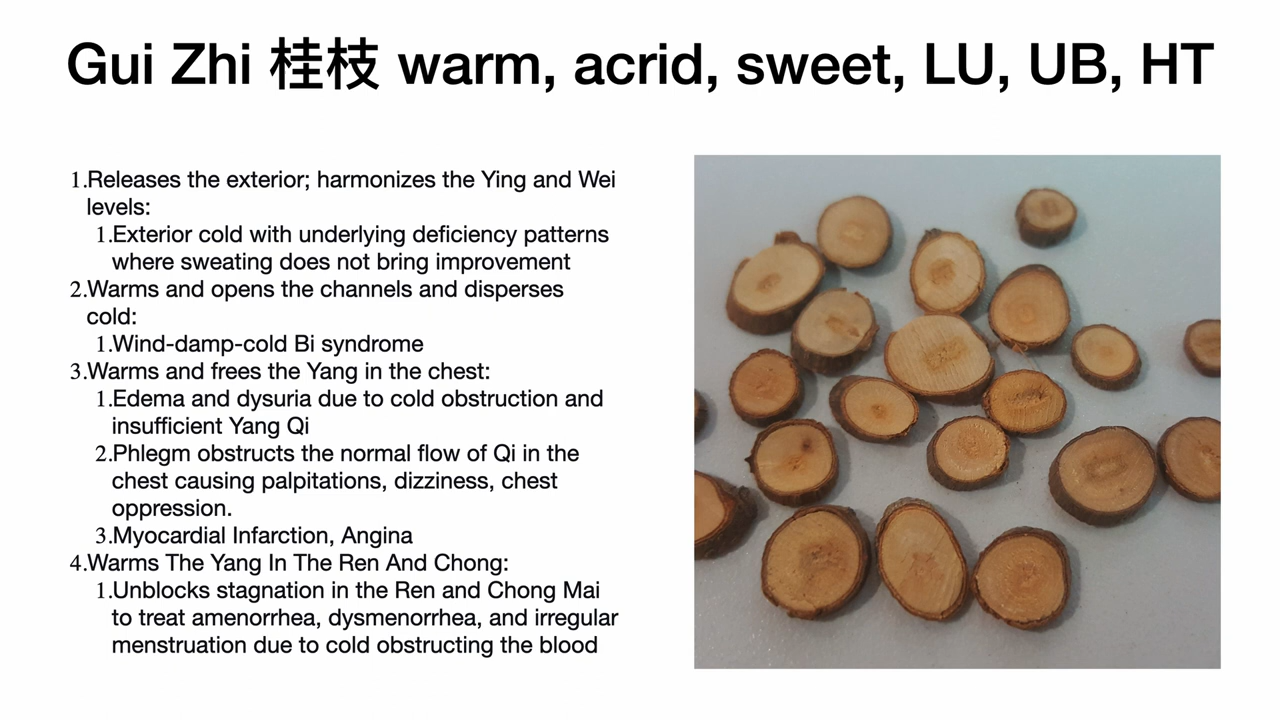 Gui Zhi 桂枝 warm, acrid, sweet, LU, UB, HT
1.Releases the exterior; harmonizes the Ying and Wei
levels:
1.Exterior cold with underlying deficiency patterns
where sweating does not bring improvement
2.Warms and opens the channels and disperses
cold:
1.Wind-damp-cold Bi syndrome
3.Warms and frees the Yang in the chest:
1.Edema and dysuria due to cold obstruction and
insufficient Yang Qi
2.Phlegm obstructs the normal flow of Qi in the
chest causing palpitations, dizziness, chest
oppression.
3.Myocardial Infarction, Angina
4.Warms The Yang In The Ren And Chong:
1.Unblocks stagnation in the Ren and Chong Mai
to treat amenorrhea, dysmenorrhea, and irregular
menstruation due to cold obstructing the blood